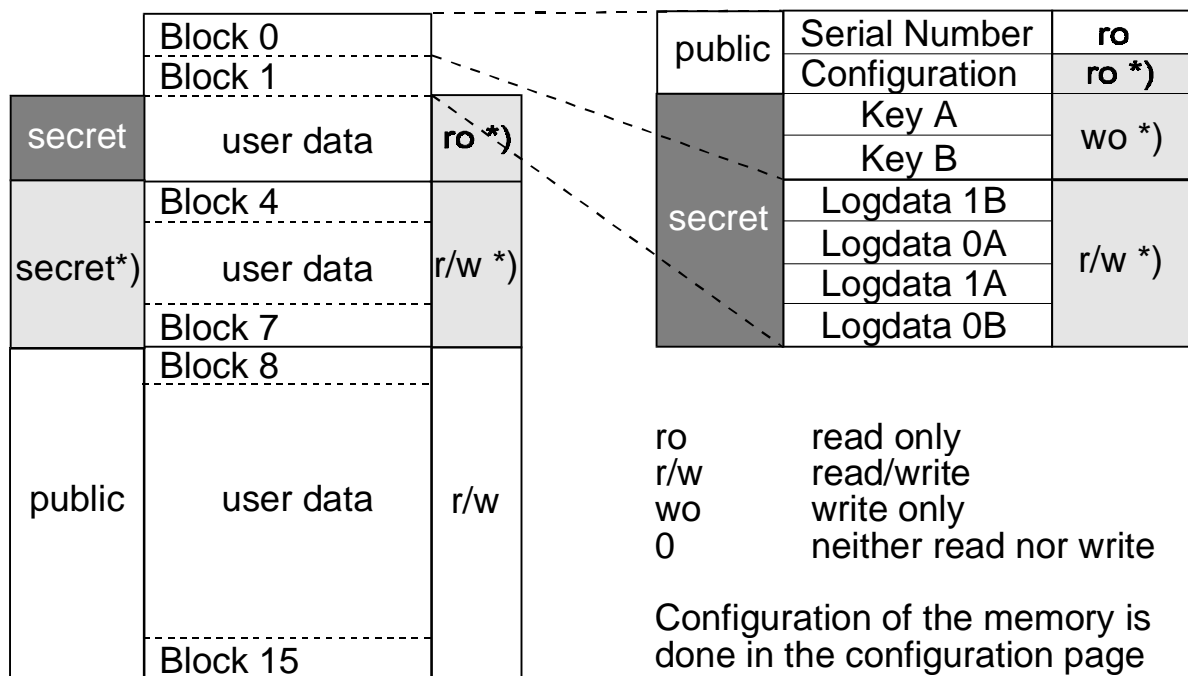 Block 0
Block 1
secret
user data
ro *)
Block 4
secret*)
user data
r/w *)
Block 7
Block 8
public
user data
r/w
Block 15
public
Serial Number
ro
Configuration
ro *)
Key A
wo *)
Key B
secret
Logdata 1B
Logdata 0A
r/w *)
Logdata 1A
Logdata 0B
ro read only
r/w read/write
wo write only
0 neither read nor write
Configuration of the memory is
done in the configuration page